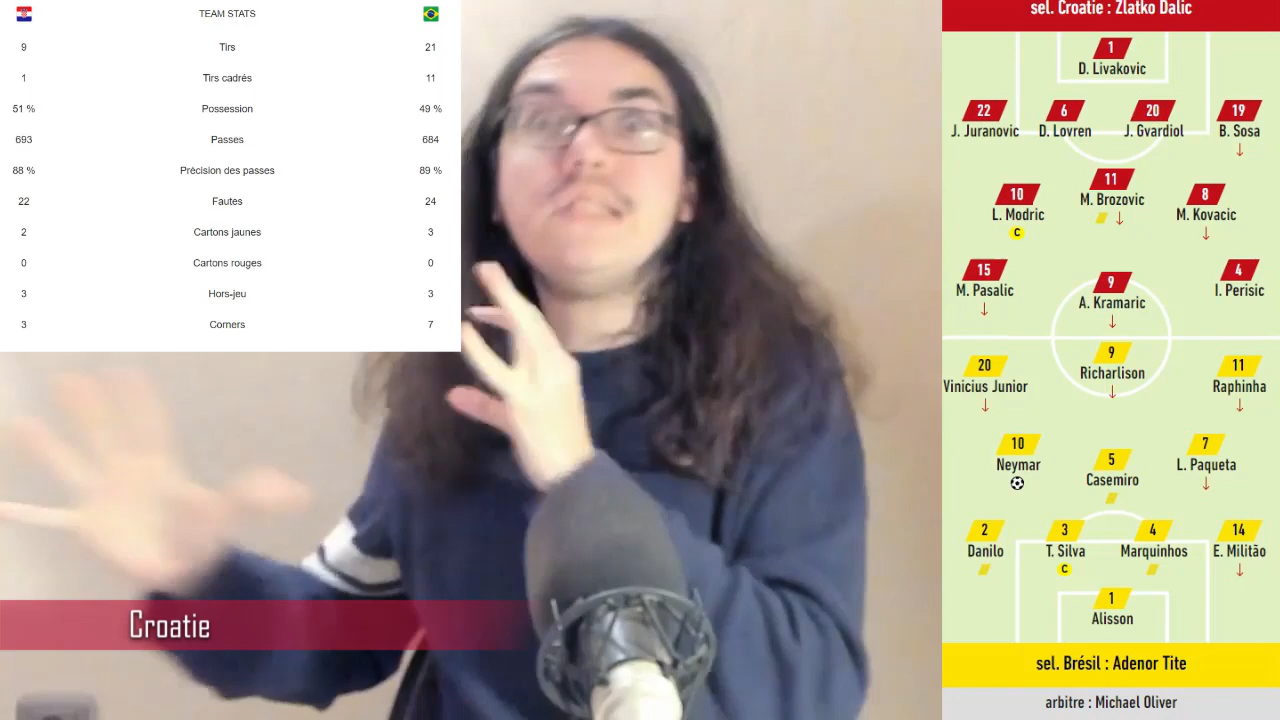 TEAM STATS
9 Tirs 21
1 Tirs cadrés 11
51 % Possession 49 %
693 Passes 684
88 % Précision des passes 89 %
22 Fautes 24
2 Cartons jaunes 3
0 Cartons rouges 0
3 Hors-jeu 3
3 Corners 7
Croatie
sel. Croatie : Zlatko Dalic
1
D. Livakovic
22 6 20 19
J. Juranovic D. Lovren J. Gvardiol B. Sosa
11
M. Brozovic
10 8
L. Modric M. Kovacic
C
15 4
M. Pasalic I. Perisic
9
A. Kramaric
9
Richarlison
20 11
Vinicius Junior Raphinha
10 7
Neymar L. Paqueta
5
Casemiro
2 3 4 14
Danilo T. Silva Marquinhos E. Militão
C
1
Alisson
sel. Brésil : Adenor Tite
arbitre : Michael Oliver